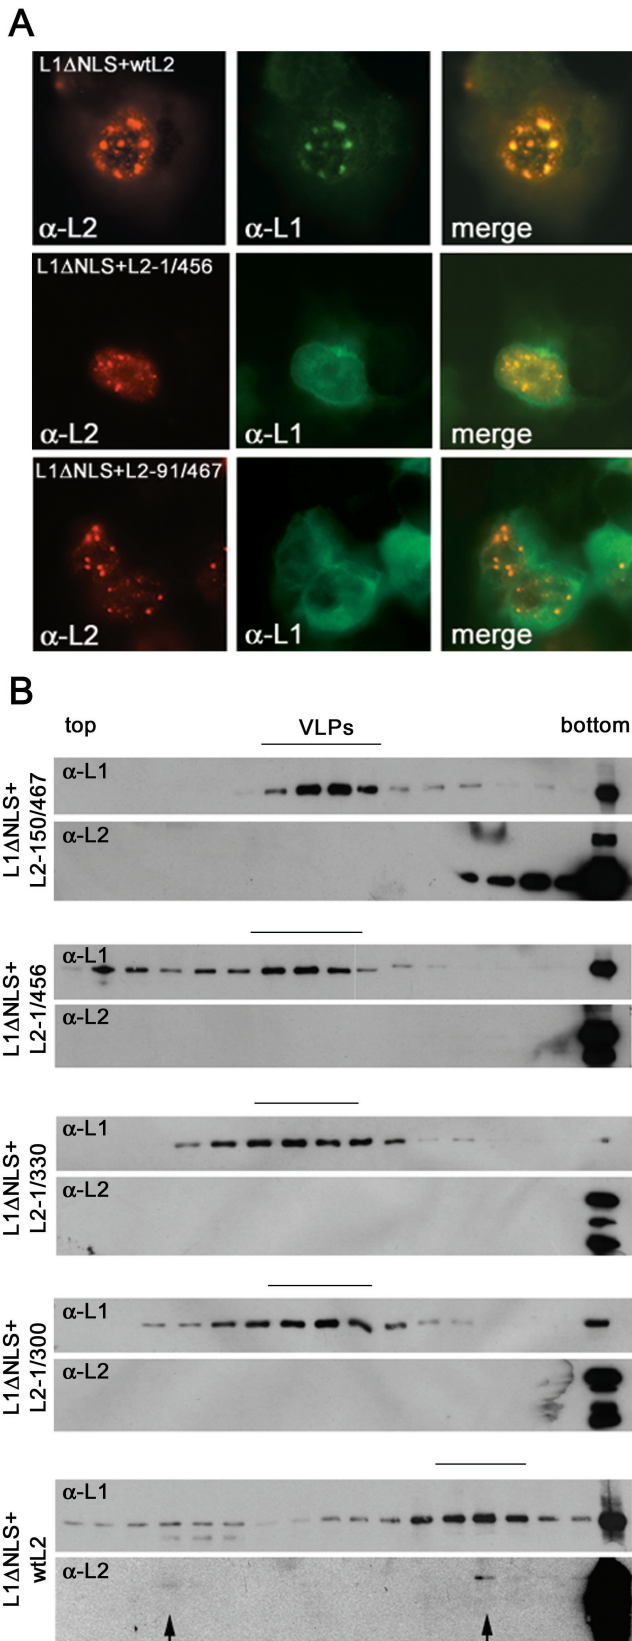 A
L1ΔNLS+wtL2
α-L2
α-L1
merge
L1ΔNLS+L2-1/456
α-L2
α-L1
merge
L1ΔNLS+L2-91/467
α-L2
α-L1
merge
B
top
VLPs
bottom
L1ΔNLS+
L2-150/467
α-L1
α-L2
L1ΔNLS+
L2-1/456
α-L1
α-L2
L1ΔNLS+
L2-1/330
α-L1
α-L2
L1ΔNLS+
L2-1/300
α-L1
α-L2
L1ΔNLS+
wtL2
α-L1
α-L2